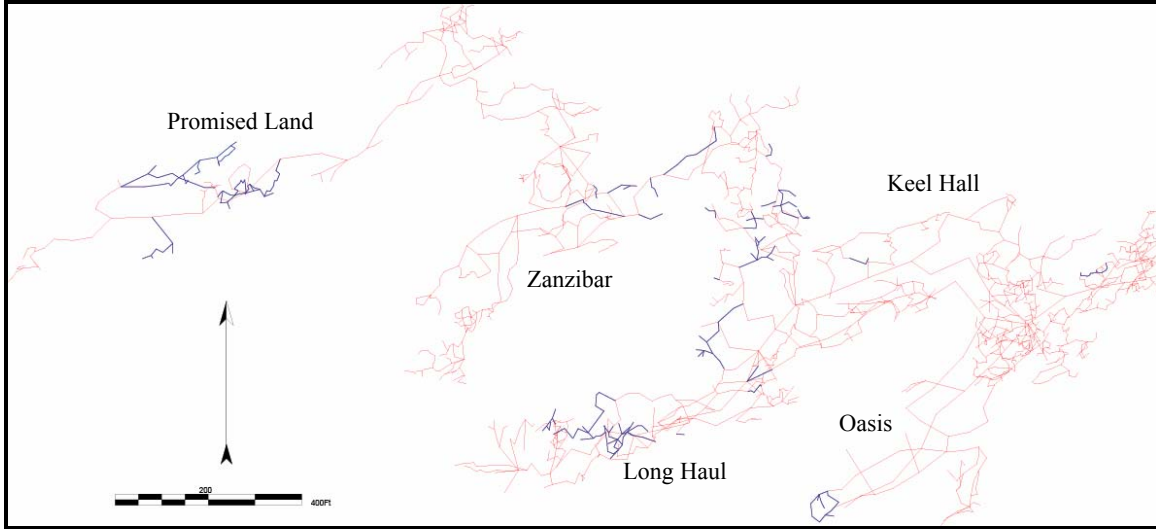 Promised Land
Keel Hall
Zanzibar
Oasis
Long Haul
200
400Ft